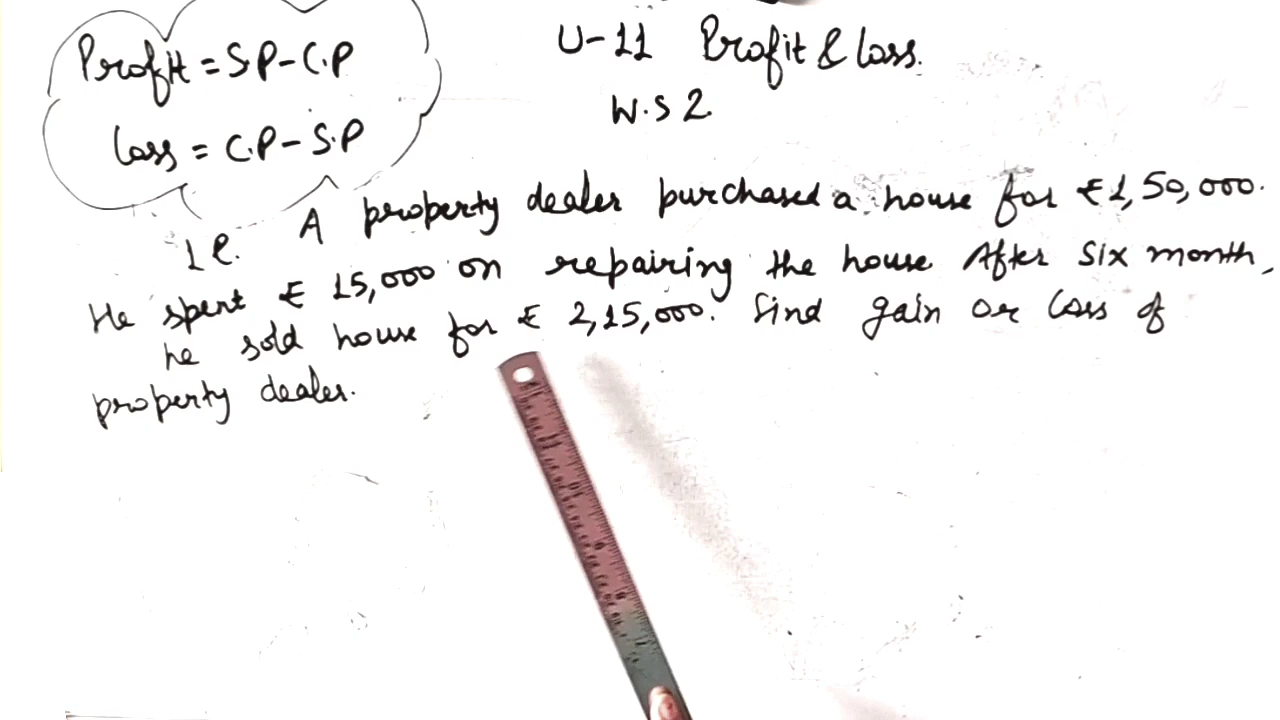 Profit = S.P - C.P
Loss = C.P - S.P
U-11 Profit & Loss.
W.S 2.
1 e. A property dealer purchased a house for € 1,50,000.
He spent € 15,000 on repairing the house After six month,
he sold house for € 2,15,000. Find gain or loss of
property dealer.